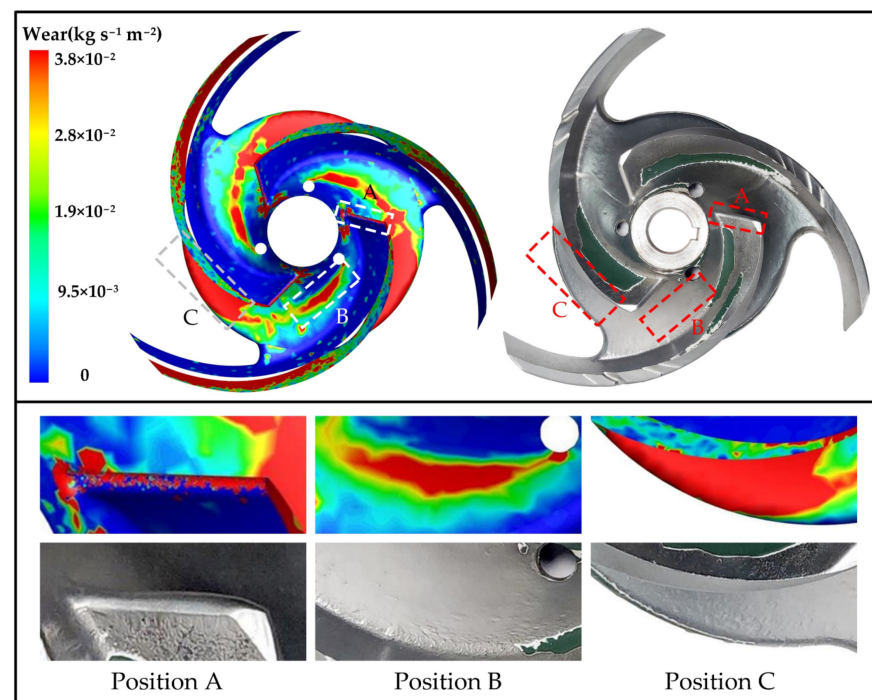 Wear(kg s⁻¹ m⁻²)
3.8×10⁻²
2.8×10⁻²
1.9×10⁻²
9.5×10⁻³
0
A
B
C
A
B
C
Position A
Position B
Position C